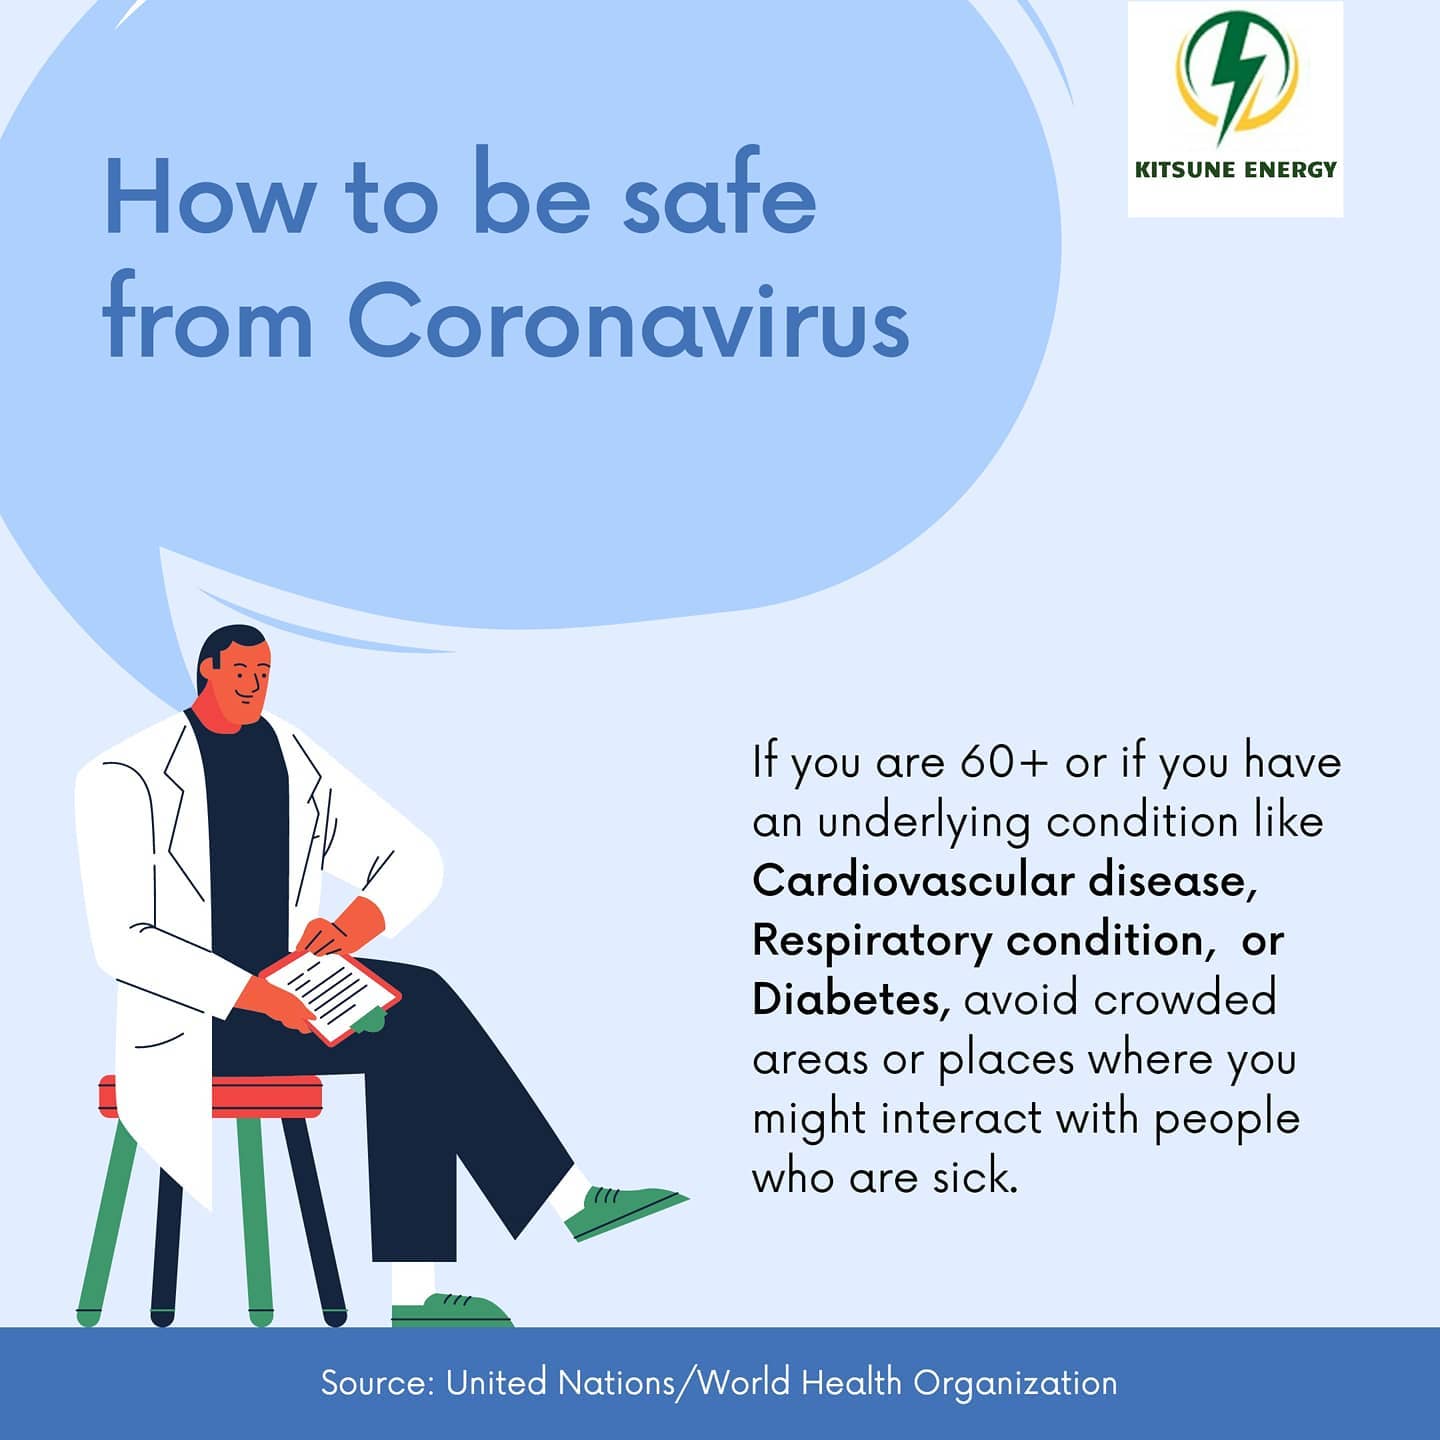 How to be safe
from Coronavirus
KITSUNE ENERGY
If you are 60+ or if you have
an underlying condition like
Cardiovascular disease,
Respiratory condition,  or
Diabetes, avoid crowded
areas or places where you
might interact with people
who are sick.
Source: United Nations/World Health Organization